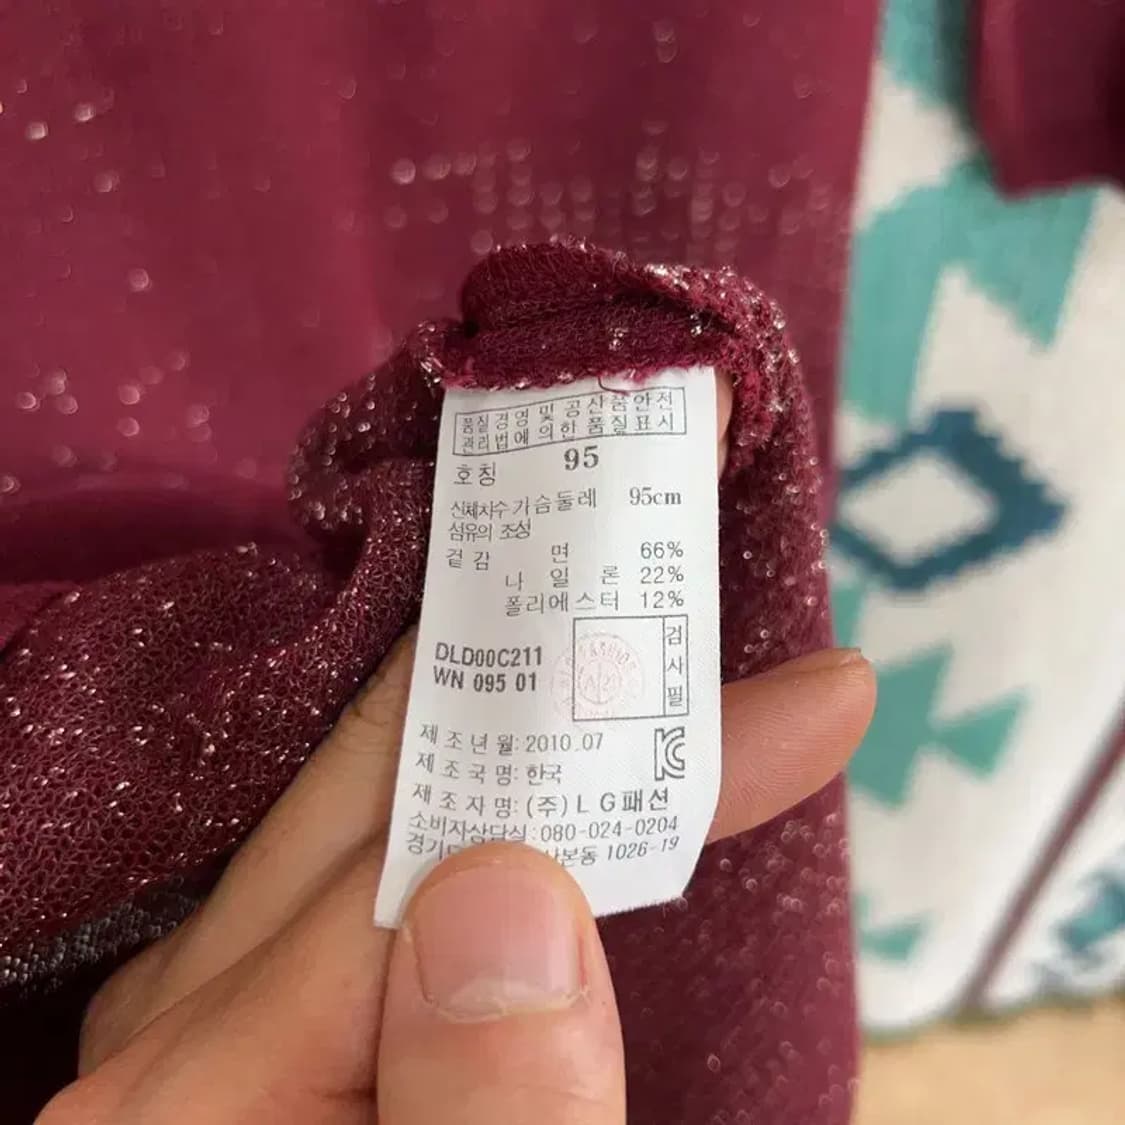 품질경영 및 공산품안전
관리법에 의한 품질표시
호칭 95
신체치수 가슴둘레 95cm
섬유의 조성
겉감 면 66%
나일론 22%
폴리에스터 12%
DLD00C211
WN 095 01
검사필
제조년월: 2010.07
제조국명: 한국
제조자명: (주)LG패션
소비자상담실: 080-024-0204
1026-19